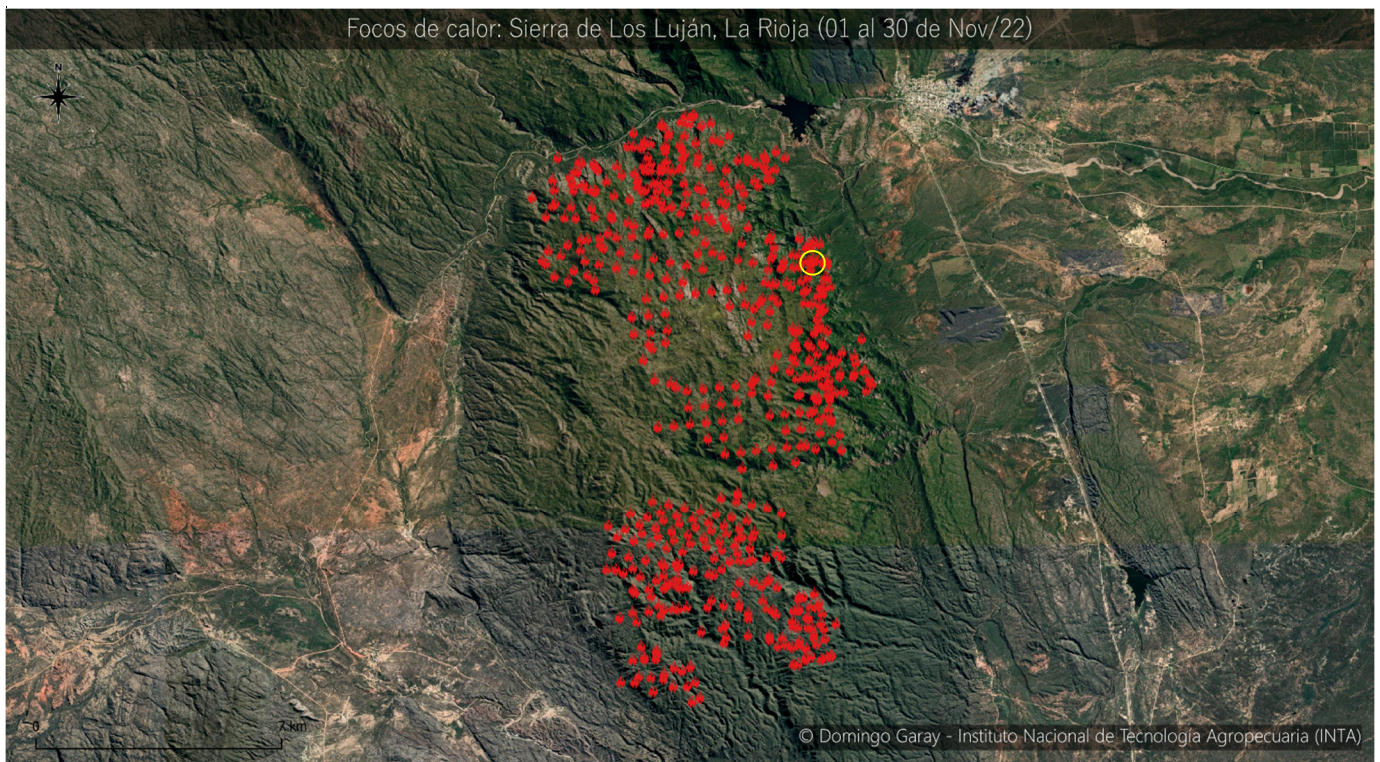 Focos de calor: Sierra de Los Luján, La Rioja (01 al 30 de Nov/22)
N
0 7 km
© Domingo Garay - Instituto Nacional de Tecnología Agropecuaria (INTA)